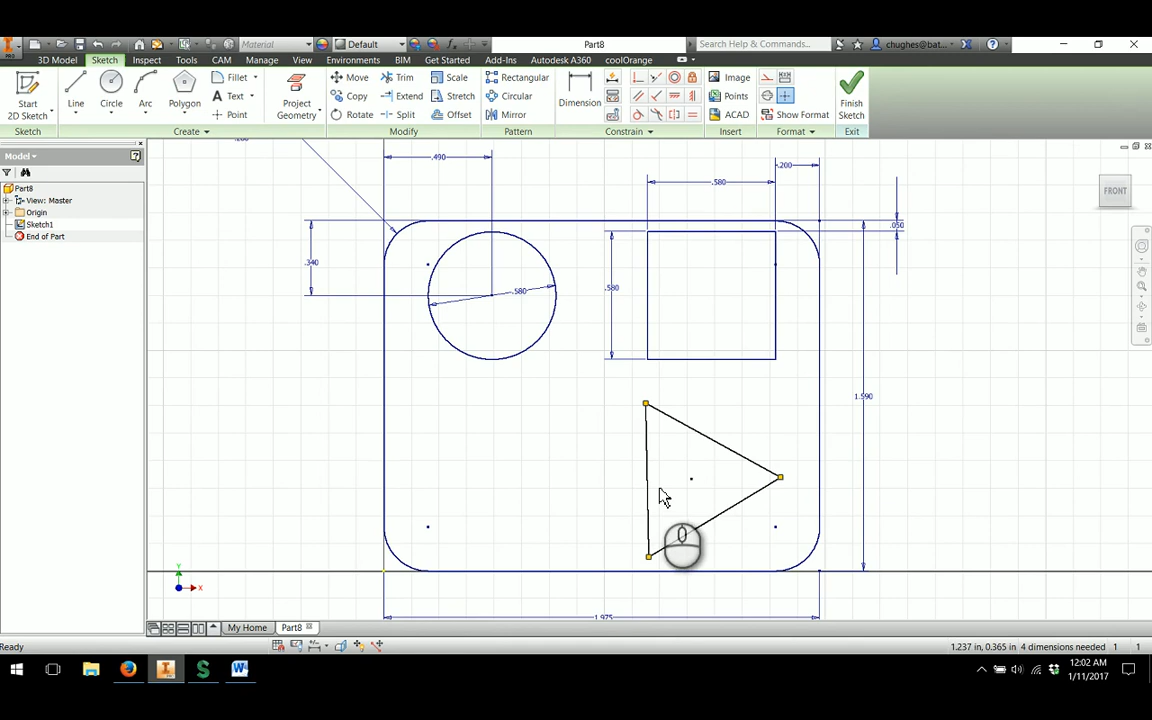 PRO
Material
Default
Part8
Search Help & Commands...
chughes@bat...
3D Model Sketch Inspect Tools CAM Manage View Environments BIM Get Started Add-Ins Autodesk A360 coolOrange
Start
2D Sketch
Sketch
Line Circle Arc Polygon
Fillet
Text
Point
Project
Geometry
Create
Move Trim Scale
Copy Extend Stretch
Rotate Split Offset
Modify
Rectangular
Circular
Mirror
Pattern
Dimension
Constrain
Image
Points
ACAD
Insert
Show Format
Format
Finish
Sketch
Exit
Model
Part8
View: Master
Origin
Sketch1
End of Part
.490
.200
.580
.050
.340
.580
.580
1.590
1.975
FRONT
Y
X
My Home Part8
Ready
1.237 in, 0.365 in 4 dimensions needed 1 1
12:02 AM
1/11/2017